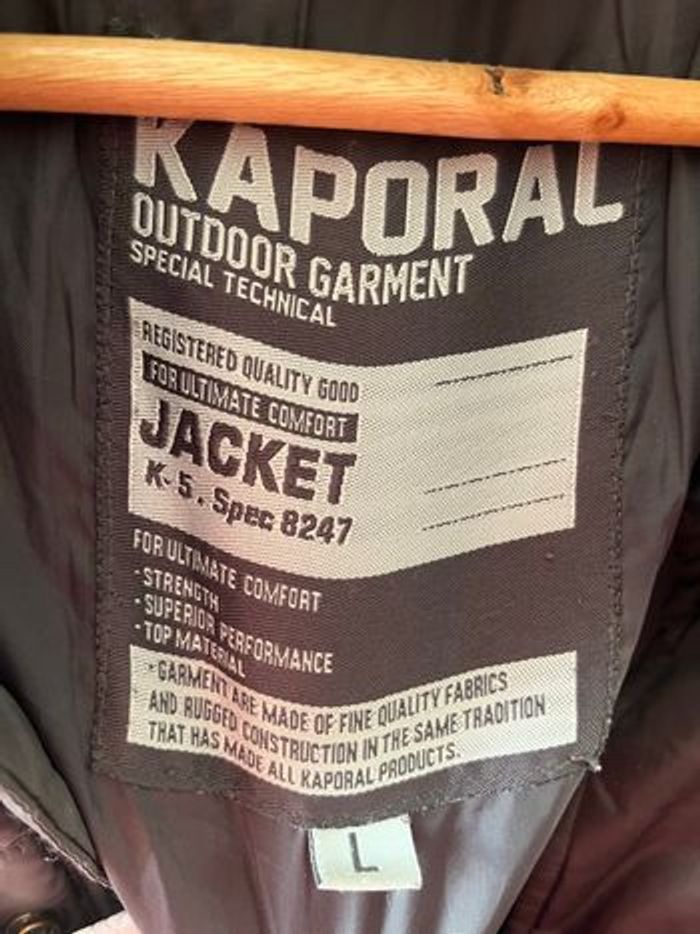 KAPORAL
OUTDOOR GARMENT
SPECIAL TECHNICAL
REGISTERED QUALITY GOOD
FOR ULTIMATE COMFORT
JACKET
K-5. Spec 8247
FOR ULTIMATE COMFORT
-STRENGTH
-SUPERIOR PERFORMANCE
-TOP MATERIAL
-GARMENT ARE MADE OF FINE QUALITY FABRICS
AND RUGGED CONSTRUCTION IN THE SAME TRADITION
THAT HAS MADE ALL KAPORAL PRODUCTS.
L